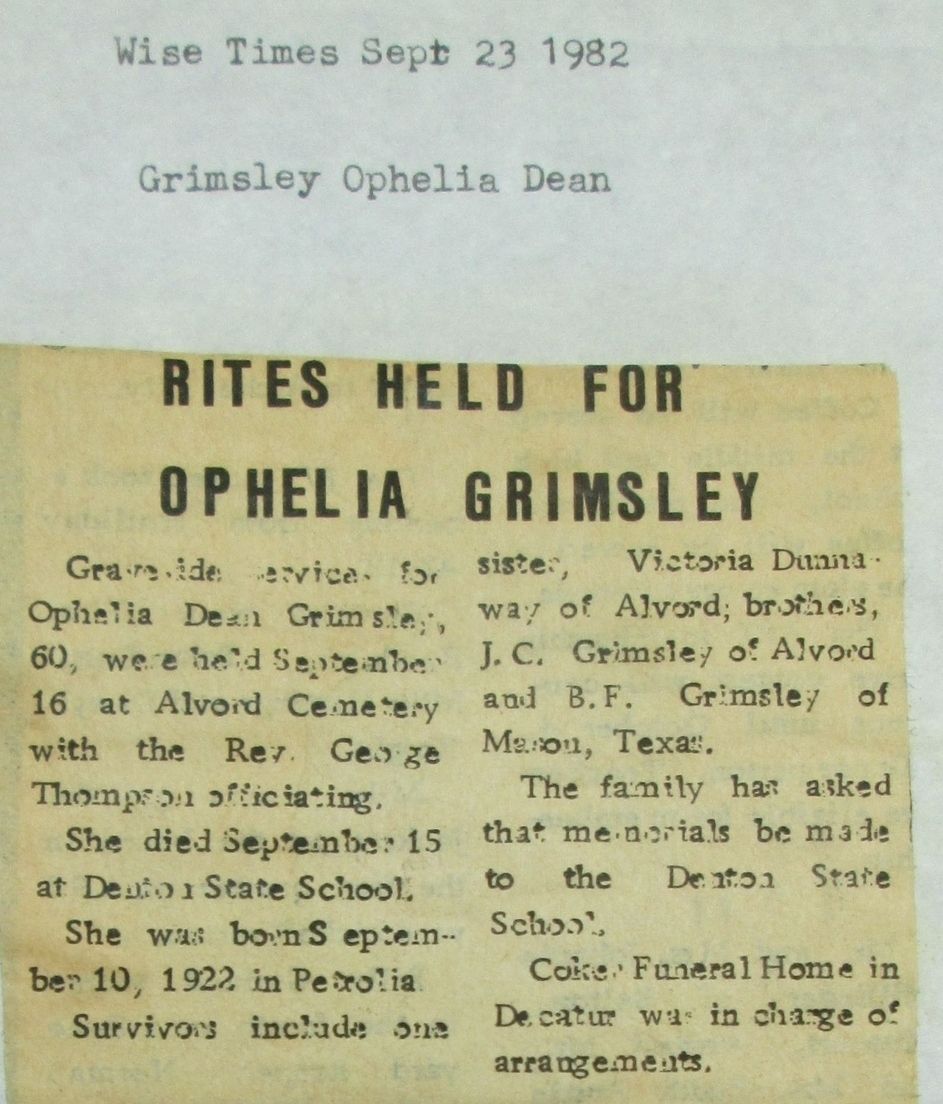 Wise Times Sept 23 1982
Grimsley Ophelia Dean
RITES HELD FOR
OPHELIA GRIMSLEY
Graveside services for
Ophelia Dean Grimsley,
60, were held September
16 at Alvord Cemetery
with the Rev. George
Thompson officiating.
She died September 15
at Denton State School.
She was born S eptem-
ber 10, 1922 in Petrolia
Survivors include one
sister, Victoria Dunna-
way of Alvord; brothers,
J.C. Grimsley of Alvord
and B.F. Grimsley of
Mason, Texas.
The family has asked
that memorials be made
to the Denton State
School.
Coker Funeral Home in
Decatur was in charge of
arrangements.